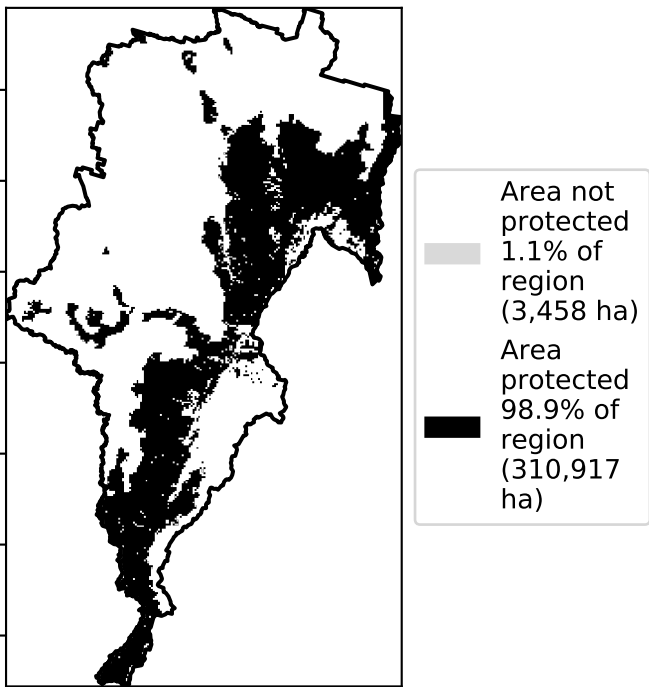 Area not
protected
1.1% of
region
(3,458 ha)
Area
protected
98.9% of
region
(310,917
ha)